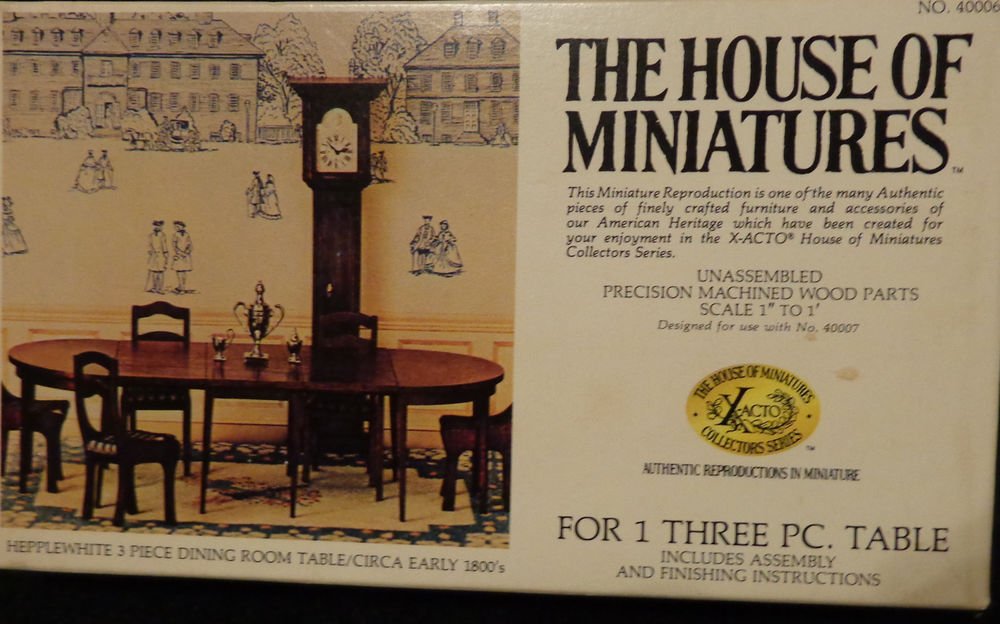 NO. 40006
THE HOUSE OF
MINIATURES™
This Miniature Reproduction is one of the many Authentic
pieces of finely crafted furniture and accessories of
our American Heritage which have been created for
your enjoyment in the X-ACTO® House of Miniatures
Collectors Series.
UNASSEMBLED
PRECISION MACHINED WOOD PARTS
SCALE 1" TO 1'
Designed for use with No. 40007
THE HOUSE OF MINIATURES
X-ACTO
COLLECTORS SERIES™
AUTHENTIC REPRODUCTIONS IN MINIATURE
FOR 1 THREE PC. TABLE
INCLUDES ASSEMBLY
AND FINISHING INSTRUCTIONS
HEPPLEWHITE 3 PIECE DINING ROOM TABLE/CIRCA EARLY 1800's